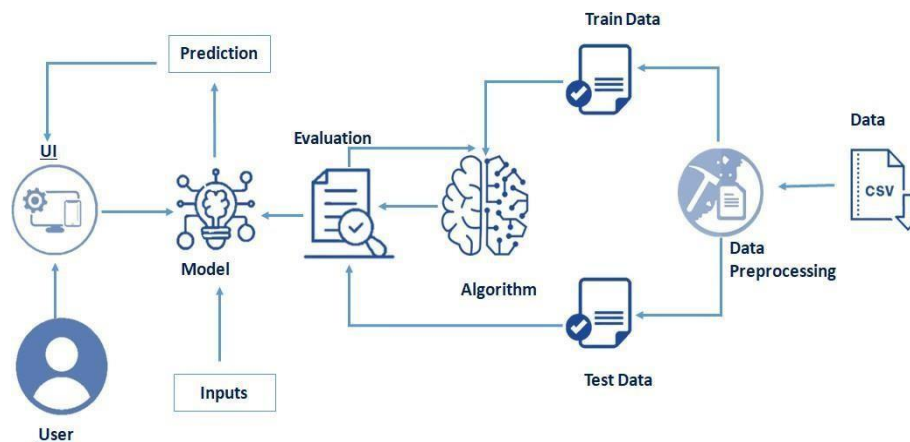 Train Data
Prediction
Data
Evaluation
UI
CSV
Model
Algorithm
Data
Preprocessing
Inputs
Test Data
User